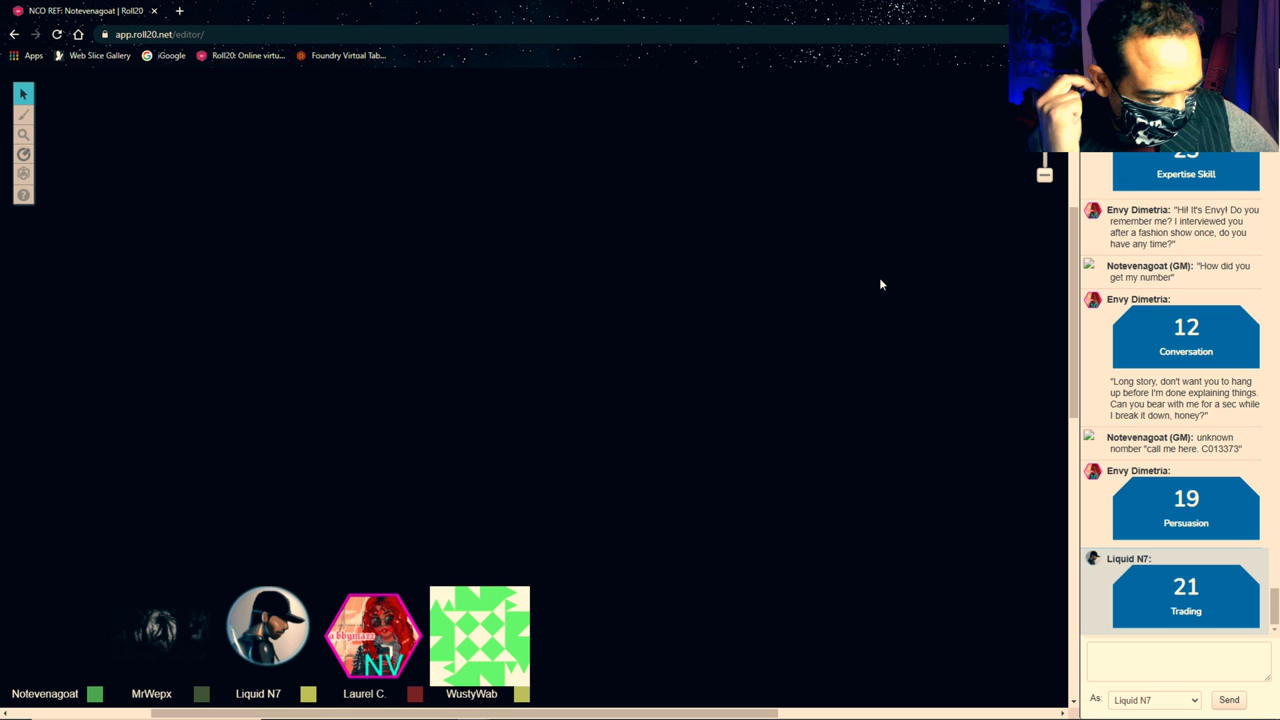 NCO REF: Notevenagoat | Roll20
app.roll20.net/editor/
Apps
Web Slice Gallery
iGoogle
Roll20: Online virtu...
Foundry Virtual Tab...
Expertise Skill
Envy Dimetria: "Hi! It's Envy! Do you
remember me? I interviewed you
after a fashion show once, do you
have any time?"
Notevenagoat (GM): "How did you
get my number"
Envy Dimetria:
12
Conversation
"Long story, don't want you to hang
up before I'm done explaining things.
Can you bear with me for a sec while
I break it down, honey?"
Notevenagoat (GM): unknown
nomber "call me here. C013373"
Envy Dimetria:
19
Persuasion
Liquid N7:
21
Trading
NV
Notevenagoat
MrWepx
Liquid N7
Laurel C.
WustyWab
As:
Liquid N7
Send